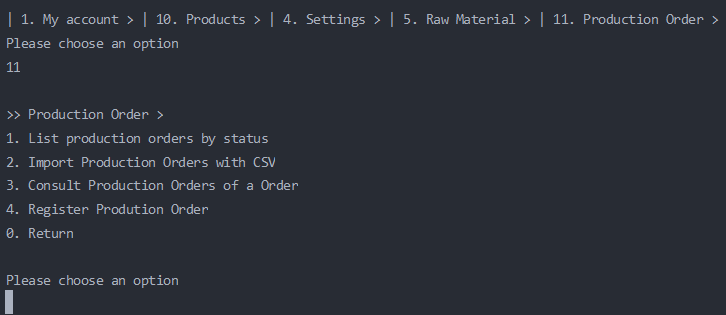 | 1. My account > | 10. Products > | 4. Settings > | 5. Raw Material > | 11. Production Order >
Please choose an option
11
>> Production Order >
1. List production orders by status
2. Import Production Orders with CSV
3. Consult Production Orders of a Order
4. Register Prodution Order
0. Return
Please choose an option